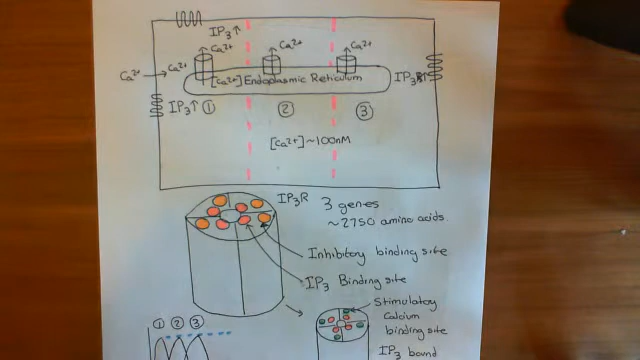 IP3↑
Ca2+ Ca2+ Ca2+
Ca2+ → Ca2+
[Ca2+] Endoplasmic Reticulum
IP3↑
IP3↑ ① ② ③
[Ca2+] ~100nM
IP3R 3 genes
~2750 amino acids.
Inhibitory binding site
IP3 Binding site
Stimulatory
Calcium
binding site
① ② ③
IP3 bound